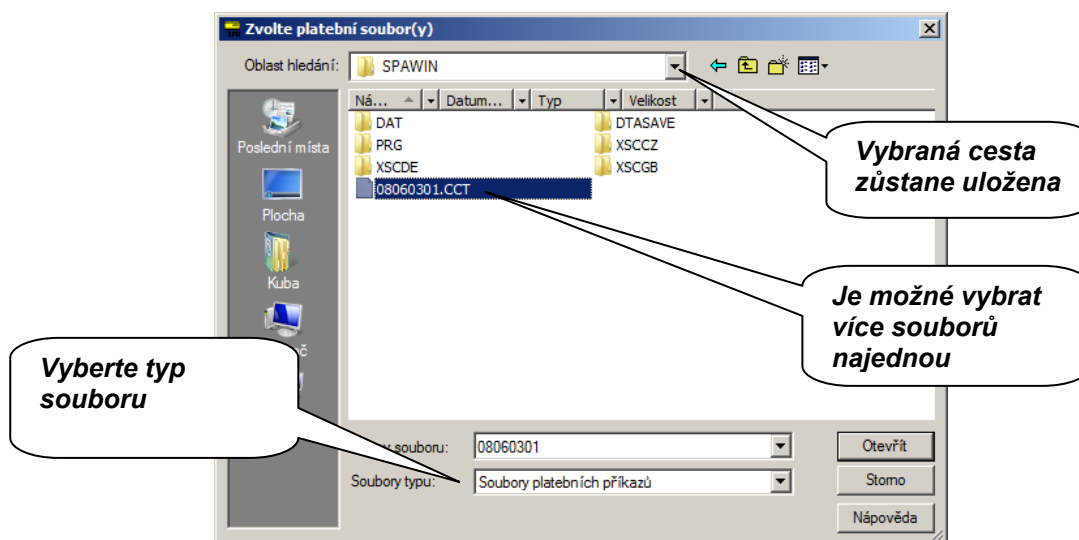 Zvolte platební soubor(y)
Oblast hledání: SPAWIN
Ná... Datum... Typ Velikost
DAT DTASAVE
PRG XSCCZ
XSCDE XSCGB
08060301.CCT
Poslední místa
Plocha
Kuba
Vybraná cesta
zůstane uložena
Je možné vybrat
více souborů
najednou
Vyberte typ
souboru
souboru: 08060301 Otevřít
Soubory typu: Soubory platebních příkazů Storno
Nápověda